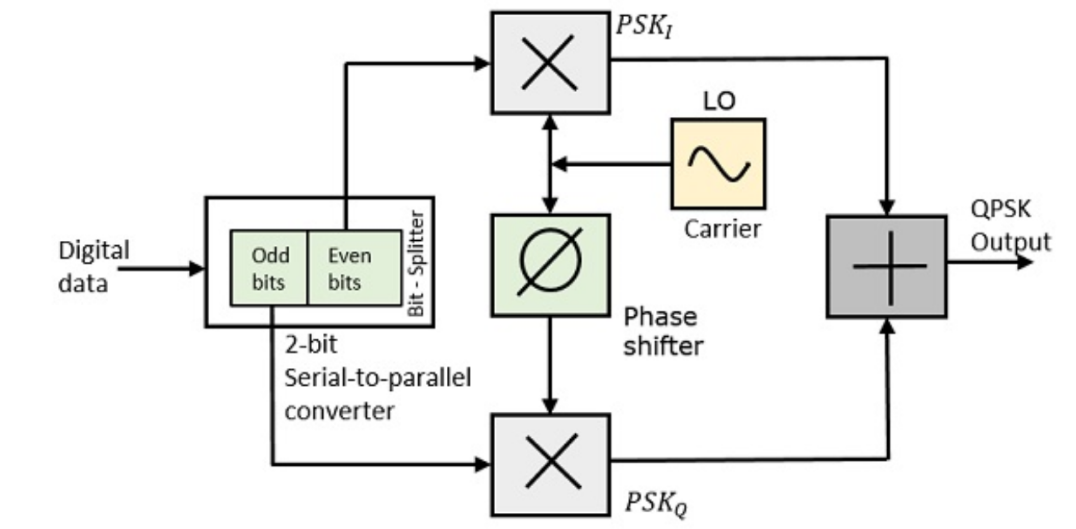 PSK_I
LO
Carrier
QPSK
Output
Digital
data
Odd
bits
Even
bits
Bit - Splitter
Phase
shifter
2-bit
Serial-to-parallel
converter
PSK_Q